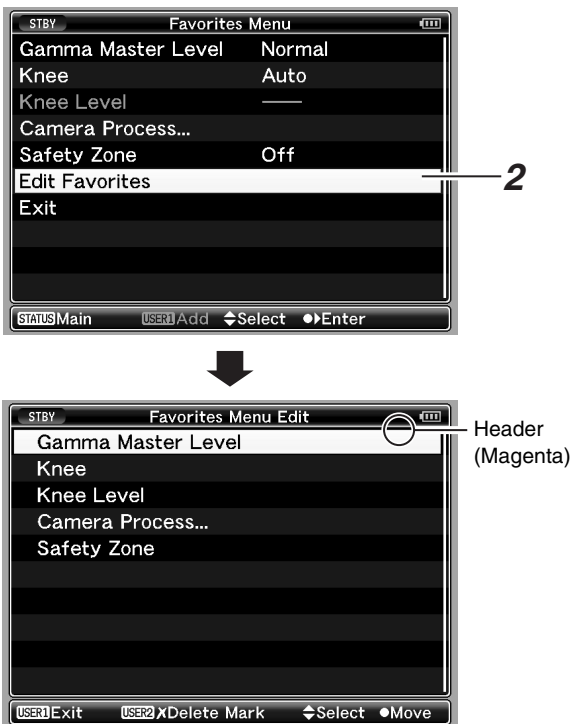 STBY Favorites Menu
Gamma Master Level Normal
Knee Auto
Knee Level ——
Camera Process...
Safety Zone Off
Edit Favorites
2
Exit
STATUS Main USER1 Add Select Enter
STBY Favorites Menu Edit
Header
(Magenta)
Gamma Master Level
Knee
Knee Level
Camera Process...
Safety Zone
USER1 Exit USER2 ✗Delete Mark Select Move